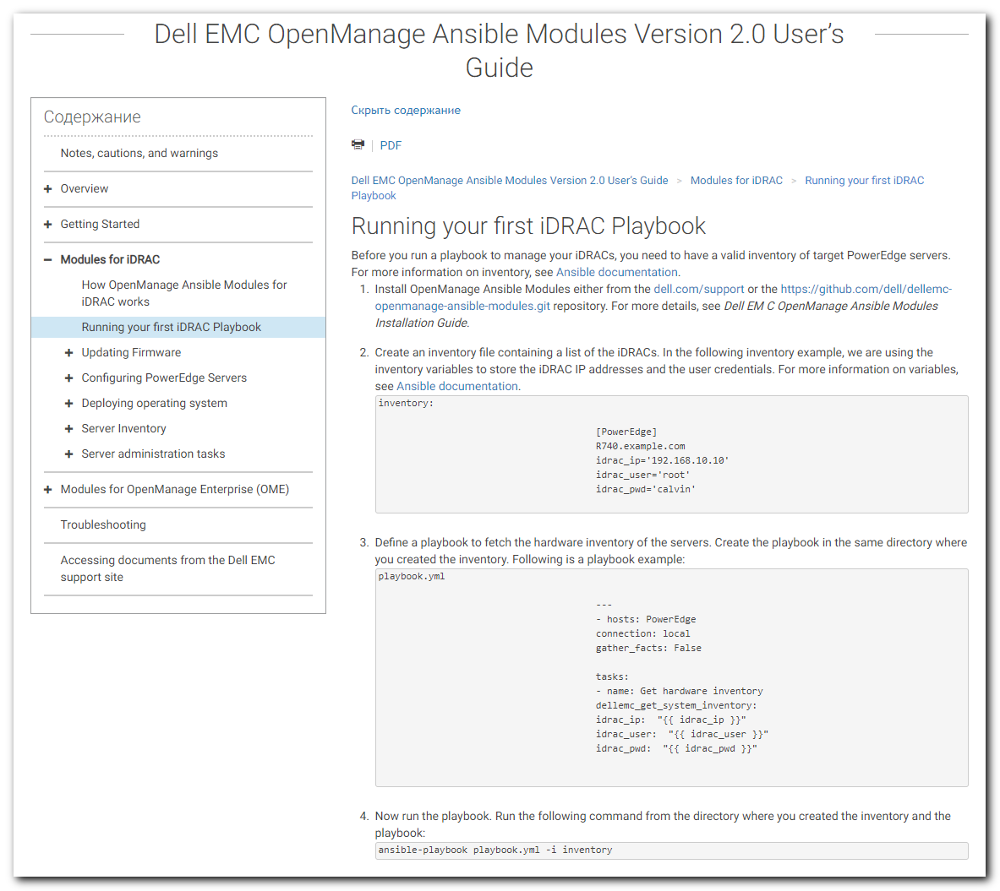 Dell EMC OpenManage Ansible Modules Version 2.0 User’s
Guide
Содержание
Notes, cautions, and warnings
+ Overview
+ Getting Started
− Modules for iDRAC
How OpenManage Ansible Modules for
iDRAC works
Running your first iDRAC Playbook
+ Updating Firmware
+ Configuring PowerEdge Servers
+ Deploying operating system
+ Server Inventory
+ Server administration tasks
+ Modules for OpenManage Enterprise (OME)
Troubleshooting
Accessing documents from the Dell EMC
support site
Скрыть содержание
PDF
Dell EMC OpenManage Ansible Modules Version 2.0 User’s Guide > Modules for iDRAC > Running your first iDRAC
Playbook
Running your first iDRAC Playbook
Before you run a playbook to manage your iDRACs, you need to have a valid inventory of target PowerEdge servers.
For more information on inventory, see Ansible documentation.
1. Install OpenManage Ansible Modules either from the dell.com/support or the https://github.com/dell/dellemc-
openmanage-ansible-modules.git repository. For more details, see Dell EM C OpenManage Ansible Modules
Installation Guide.
2. Create an inventory file containing a list of the iDRACs. In the following inventory example, we are using the
inventory variables to store the iDRAC IP addresses and the user credentials. For more information on variables,
see Ansible documentation.
inventory:
[PowerEdge]
R740.example.com
idrac_ip='192.168.10.10'
idrac_user='root'
idrac_pwd='calvin'
3. Define a playbook to fetch the hardware inventory of the servers. Create the playbook in the same directory where
you created the inventory. Following is a playbook example:
playbook.yml
---
- hosts: PowerEdge
connection: local
gather_facts: False
tasks:
- name: Get hardware inventory
dellemc_get_system_inventory:
idrac_ip:  "{{ idrac_ip }}"
idrac_user:  "{{ idrac_user }}"
idrac_pwd:  "{{ idrac_pwd }}"
4. Now run the playbook. Run the following command from the directory where you created the inventory and the
playbook:
ansible-playbook playbook.yml -i inventory